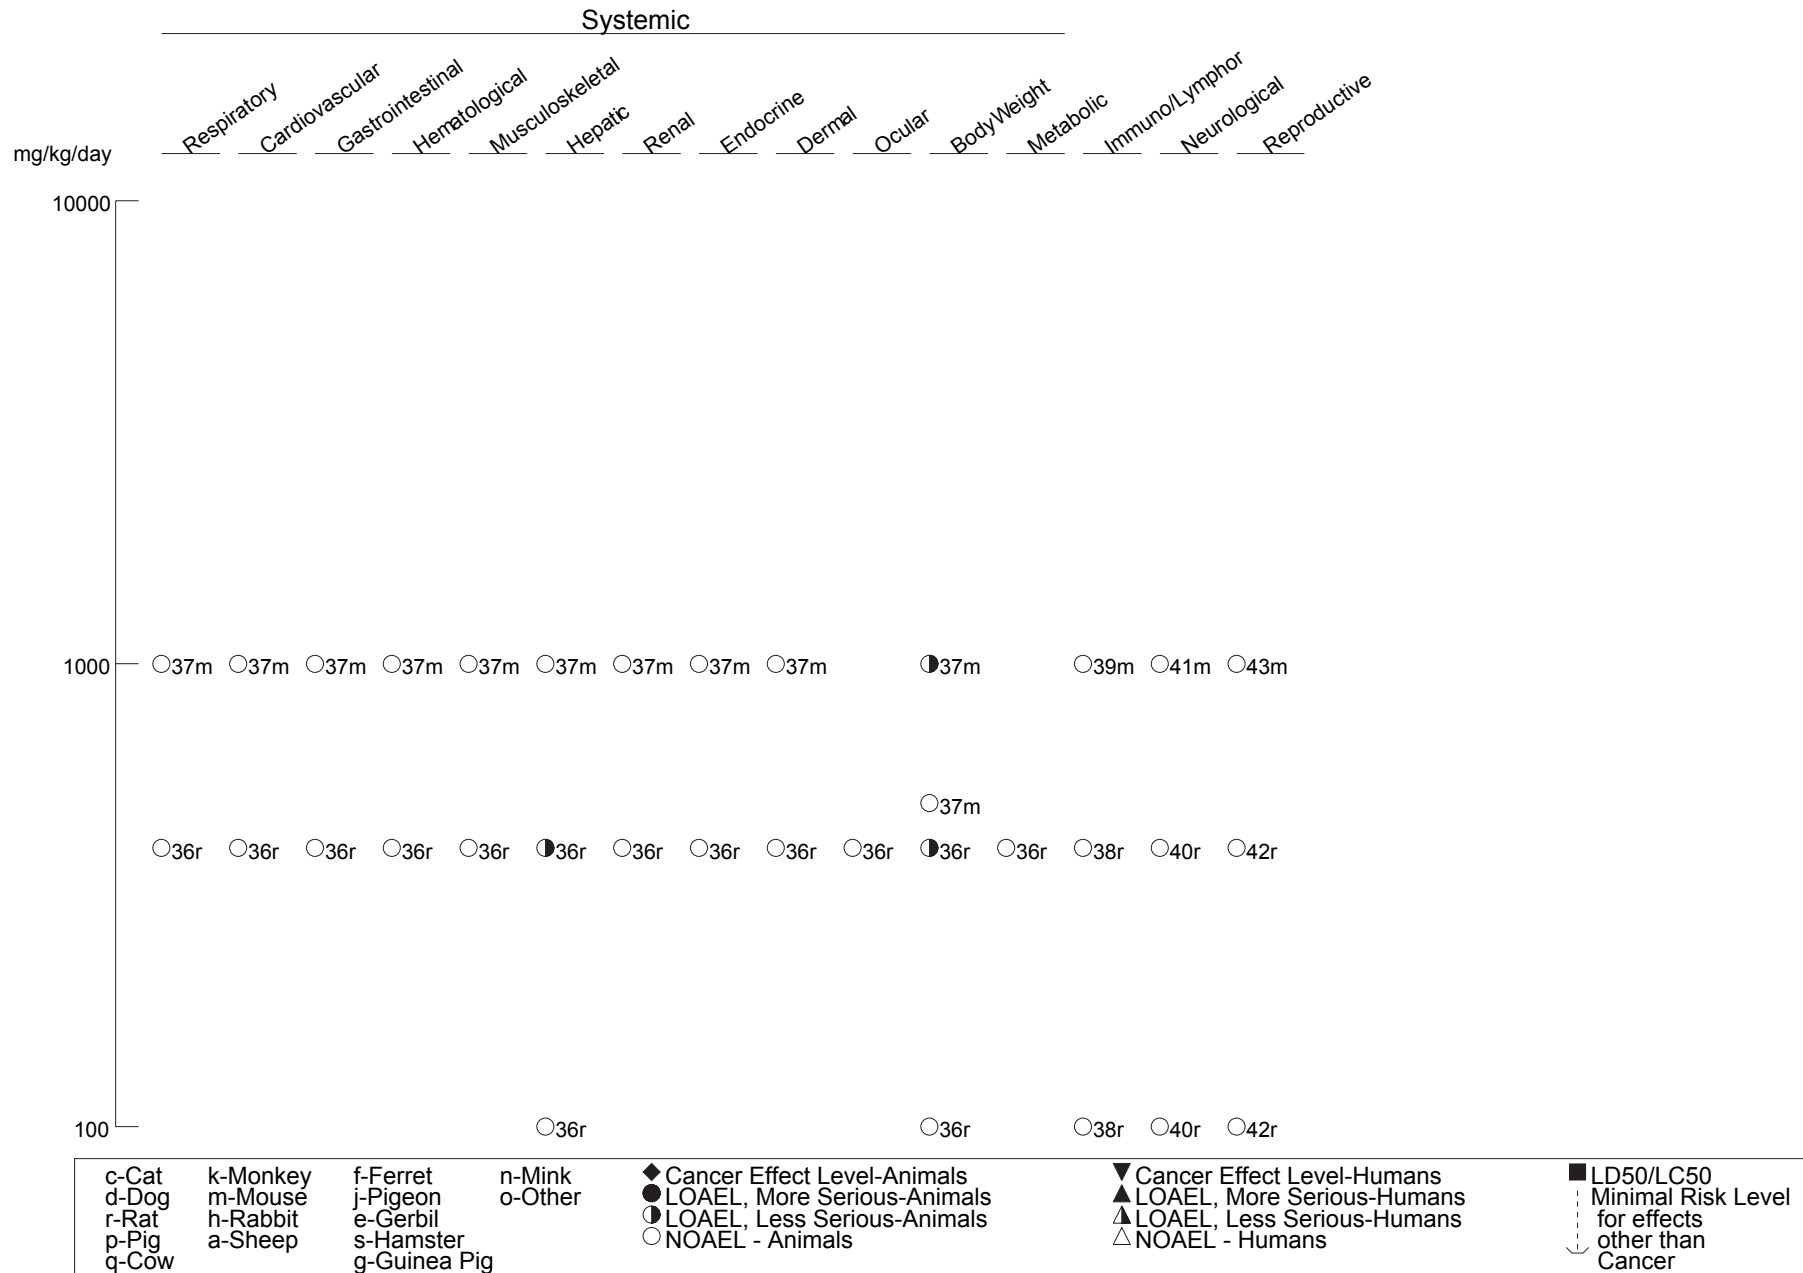 Systemic
Respiratory Cardiovascular Gastrointestinal Hematological Musculoskeletal Hepatic Renal Endocrine Dermal Ocular BodyWeight Metabolic Immuno/Lymphor Neurological Reproductive
mg/kg/day
10000
1000 37m 37m 37m 37m 37m 37m 37m 37m 37m 37m 39m 41m 43m
37m
36r 36r 36r 36r 36r 36r 36r 36r 36r 36r 36r 36r 38r 40r 42r
100 36r 36r 38r 40r 42r
c-Cat k-Monkey f-Ferret n-Mink Cancer Effect Level-Animals Cancer Effect Level-Humans LD50/LC50
d-Dog m-Mouse j-Pigeon o-Other LOAEL, More Serious-Animals LOAEL, More Serious-Humans Minimal Risk Level
r-Rat h-Rabbit e-Gerbil LOAEL, Less Serious-Animals LOAEL, Less Serious-Humans for effects
p-Pig a-Sheep s-Hamster NOAEL - Animals NOAEL - Humans other than
q-Cow g-Guinea Pig Cancer